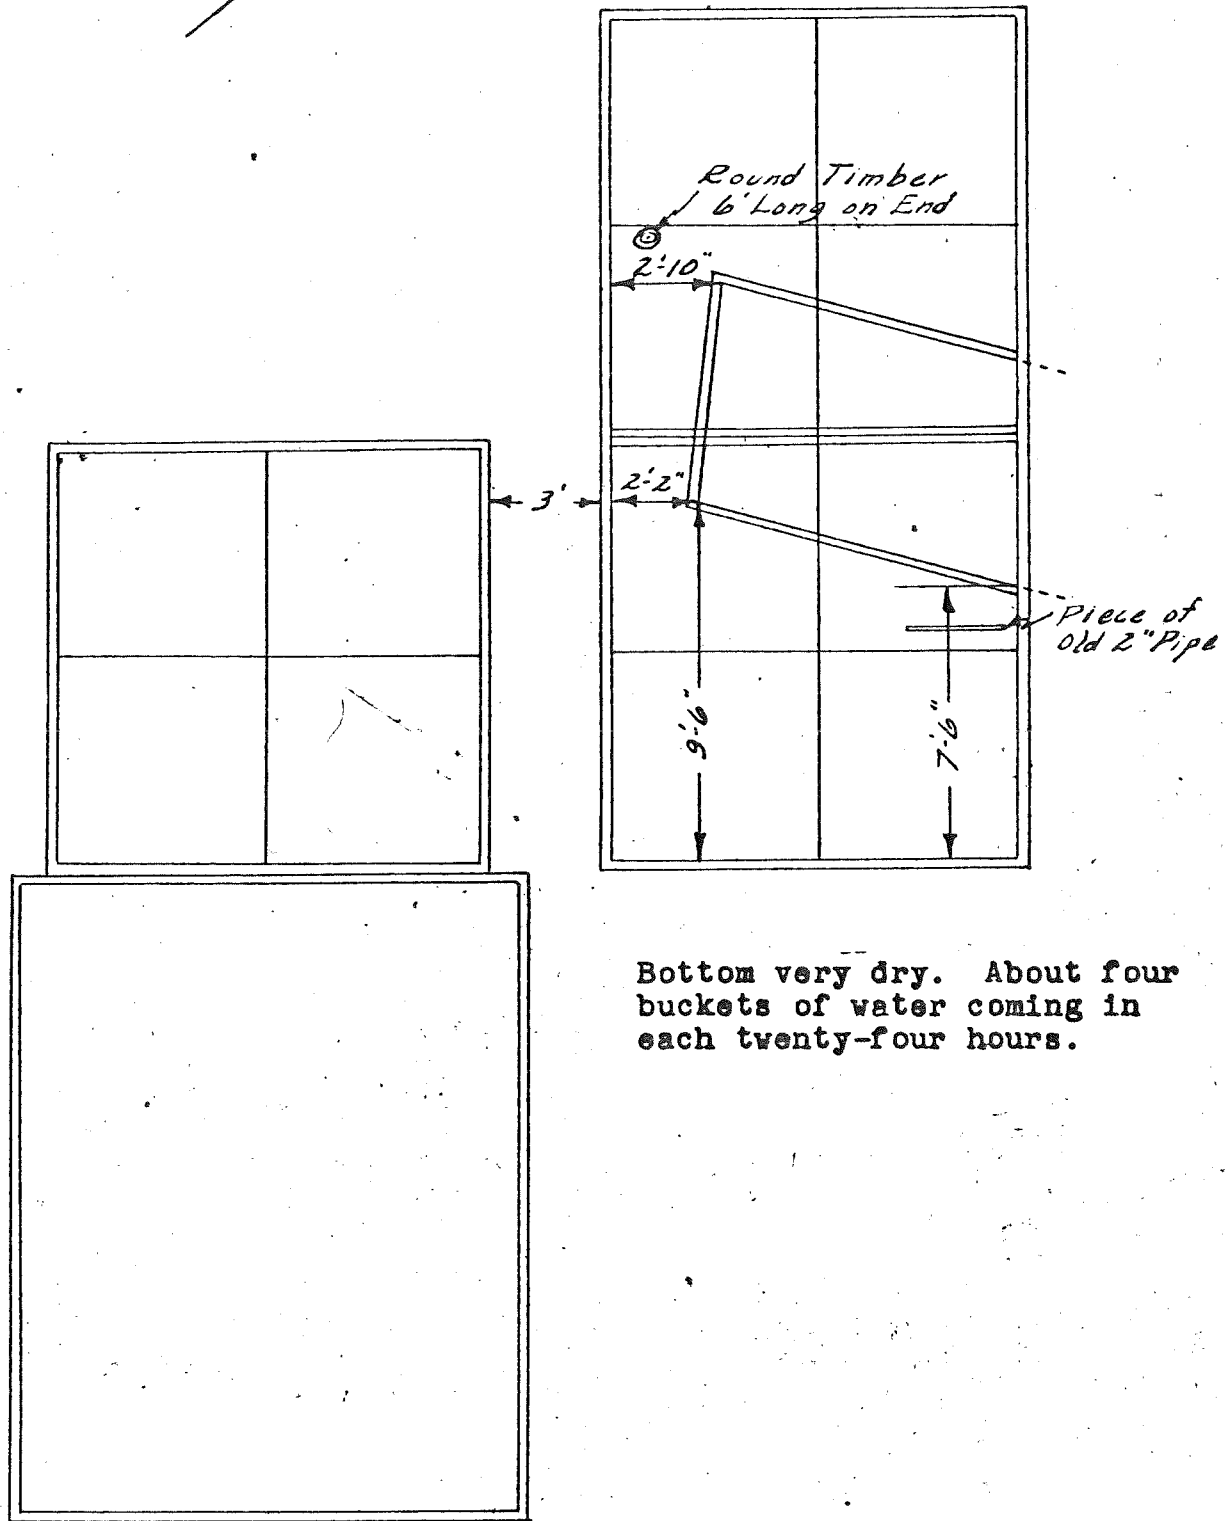 Round Timber
6' Long on End
2'-10"
3'
2'-2"
Piece of
Old 2" Pipe
9'-6"
7'-6"
Bottom very dry. About four
buckets of water coming in
each twenty-four hours.